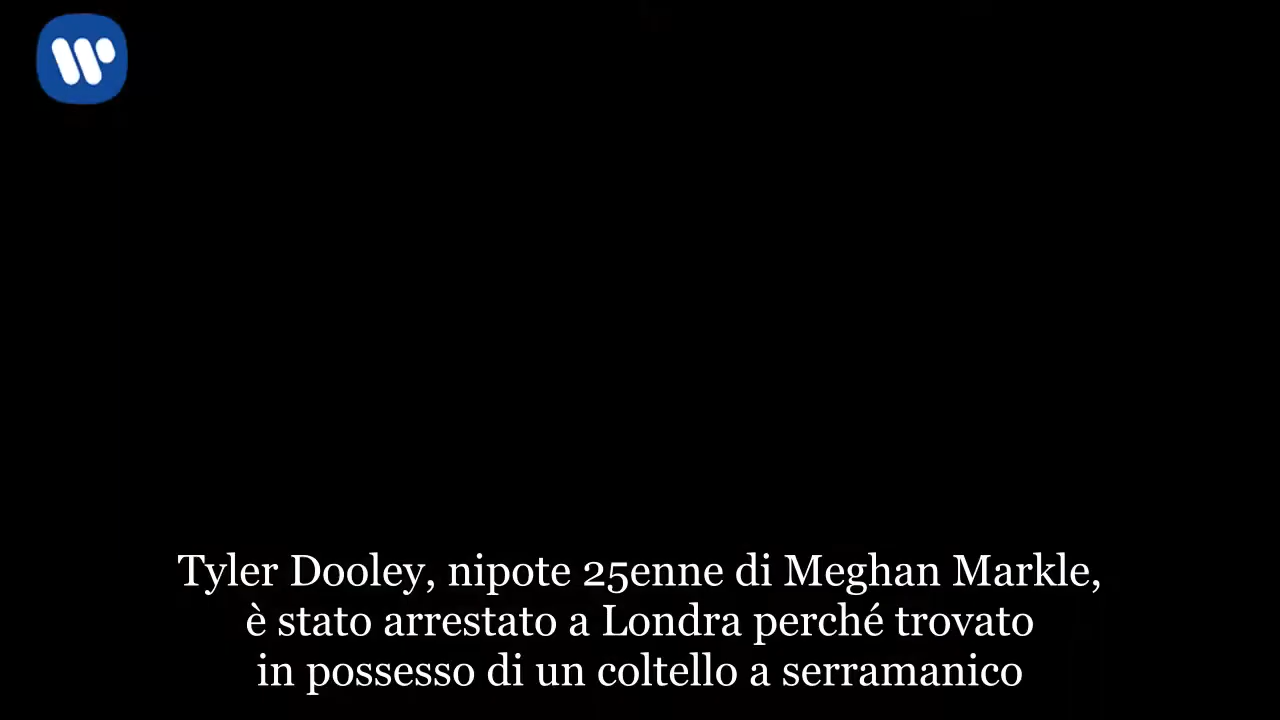 Tyler Dooley, nipote 25enne di Meghan Markle,
è stato arrestato a Londra perché trovato
in possesso di un coltello a serramanico